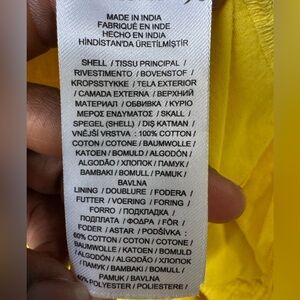 MADE IN INDIA
FABRIQUÉ EN INDE
HECHO EN INDIA
HİNDİSTAN'DA ÜRETİLMİŞTİR
SHELL / TISSU PRINCIPAL /
RIVESTIMENTO / BOVENSTOF /
KROPSSTYKKE / TELA EXTERIOR
/ CAMADA EXTERNA / ВЕРХНИЙ
МАТЕРИАЛ / ОБВИВКА / ΚΥΡΙΟ
ΜΕΡΟΣ ΕΝΔΥΜΑΤΟΣ / SKALL /
SPEGEL (SHELL) / DIŞ KATMAN /
VNĚJŠÍ VRSTVA : 100% COTTON /
COTON / COTONE / BAUMWOLLE /
KATOEN / BOMULD / ALGODÓN /
ALGODÃO / ХЛОПОК / ПАМУК /
BAMBAKI / BOMULL / PAMUK /
BAVLNA
LINING / DOUBLURE / FODERA /
FUTTER / VOERING / FORING /
FORRO / ПОДКЛАДКА /
ПОДПЛАТА / ΦΟΔΡΑ / FÖR /
FODER / ASTAR / PODŠÍVKA :
60% COTTON / COTON / COTONE /
BAUMWOLLE / KATOEN / BOMULD
/ ALGODÓN / ALGODÃO / ХЛОПОК
/ ПАМУК / BAMBAKI / BOMULL /
PAMUK / BAVLNA
40% POLYESTER / POLIESTERE /